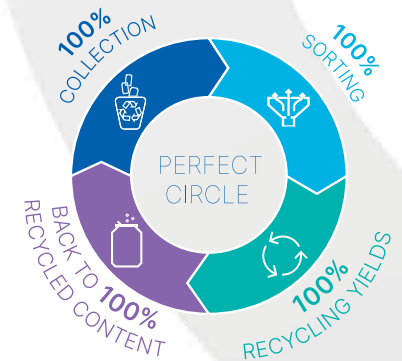 100%
COLLECTION
100%
SORTING
PERFECT
CIRCLE
BACK TO 100%
RECYCLED CONTENT
100%
RECYCLING YIELDS